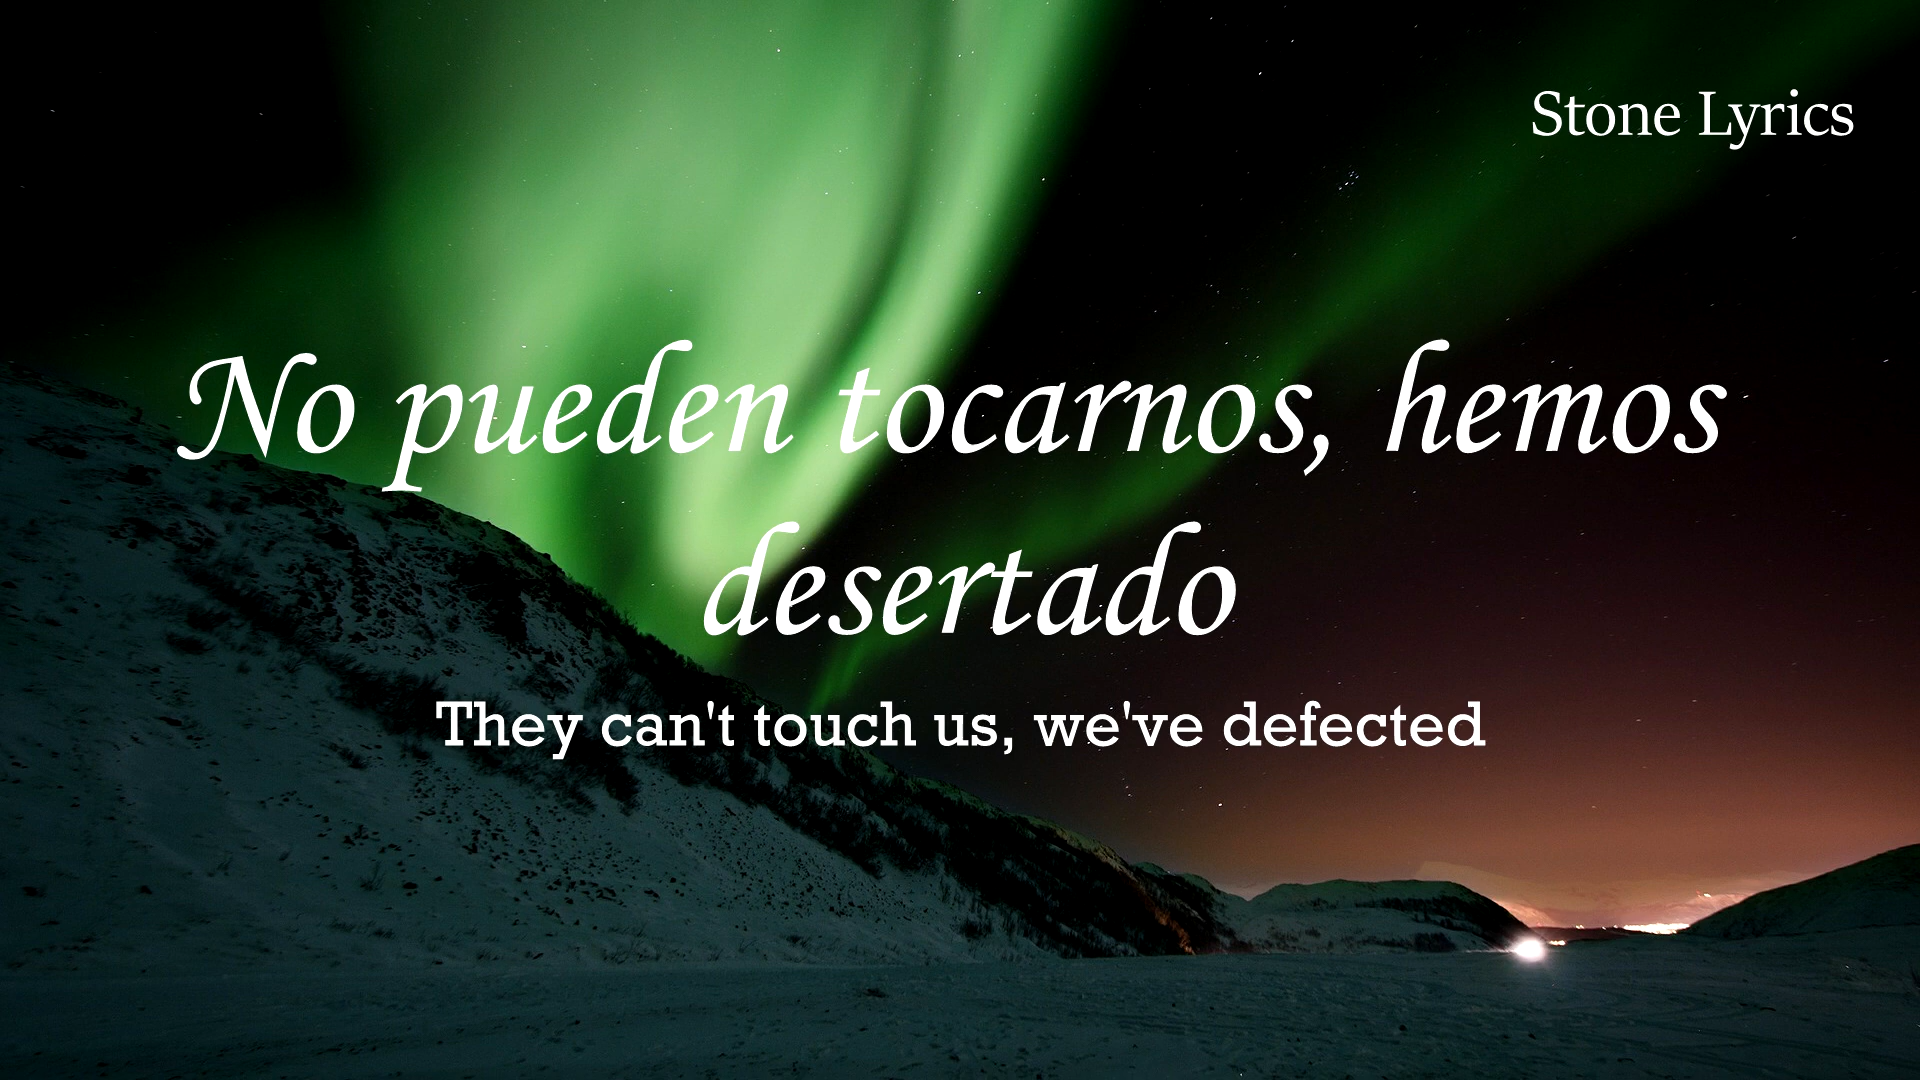 Stone Lyrics
No pueden tocarnos, hemos
desertado
They can't touch us, we've defected